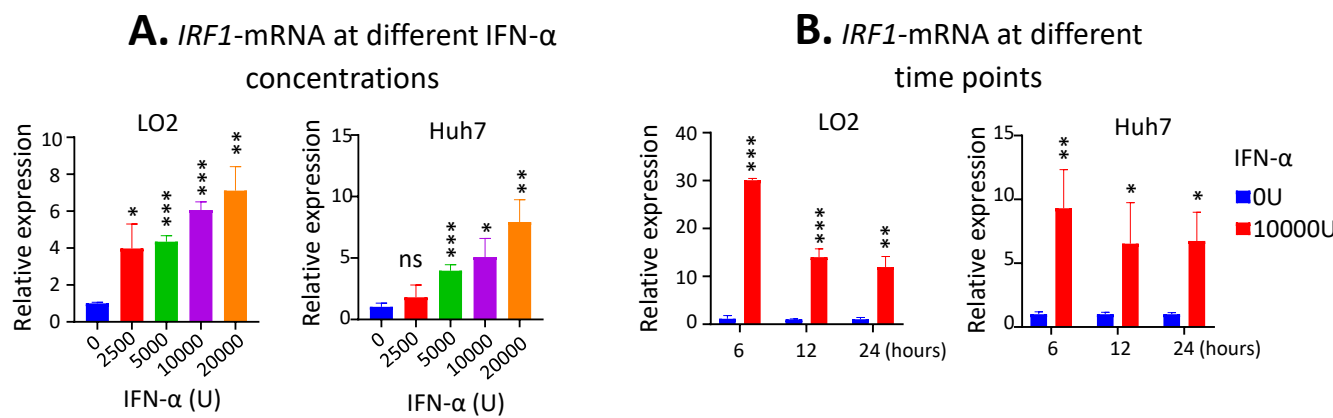 A. IRF1-mRNA at different IFN-α
concentrations
LO2
Relative expression
10
8
6
4
2
0
*
***
***
**
0
2500
5000
10000
20000
IFN-α (U)
Huh7
Relative expression
15
10
5
0
ns
***
*
**
0
2500
5000
10000
20000
IFN-α (U)
B. IRF1-mRNA at different
time points
LO2
Relative expression
40
30
20
10
0
***
***
**
6 12 24 (hours)
Huh7
Relative expression
15
10
5
0
**
*
*
6 12 24 (hours)
IFN-α
0U
10000U